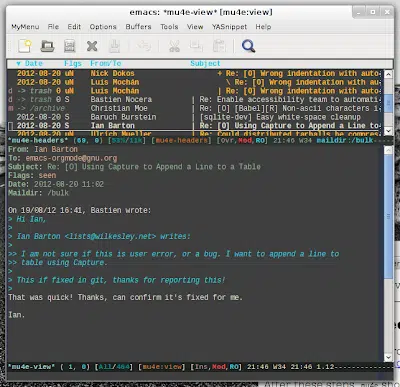 emacs: *mu4e-view* [mu4e:view]
MyMenu File Edit Options Buffers Tools View YASnippet Help
▼ Date Flgs From/To Subject
2012-08-20 uN Nick Dokos + Re: [O] Wrong indentation with auto-
2012-08-20 uN Luis Mochán \ Re: [O] Wrong indentation with aut
d -> trash 0 uN Luis Mochán + Re: [O] Wrong indentation with auto-
d -> trash 0 S Bastien Nocera | Re: Enable accessibility team to automati
m -> /archive Christian Moe | Re: [O] [Babel][R] Non-ascii characters i
2012-08-20 S Baruch Burstein | [sqlite-dev] Easy white-space cleanup
2012-08-20 S Ian Barton | Re: [O] Using Capture to Append a Line to
2012-08-20 uN Ulrich Mueller | Re: Could distributed tarballs be compres
*mu4e-headers* (69, 0) [53%/11k] [mu4e-headers] [Ovr,Mod,RO] 21:46 W34 maildir:/bulk
From: Ian Barton
To: emacs-orgmode@gnu.org
Subject: Re: [O] Using Capture to Append a Line to a Table
Flags: seen
Date: 2012-08-20 11:02
Maildir: /bulk
On 19/08/12 16:41, Bastien wrote:
> Hi Ian,
>
> Ian Barton <lists@wilkesley.net> writes:
>
>> I am not sure if this is user error, or a bug. I want to append a line to
>> table using Capture.
>
> This if fixed in git, thanks for reporting this!
>
That was quick! Thanks, can confirm it's fixed for me.
Ian.
*mu4e-view* ( 1, 0) [All/464] [mu4e:view] [Ins,Mod,RO] 21:46 W34 21:46 1.12